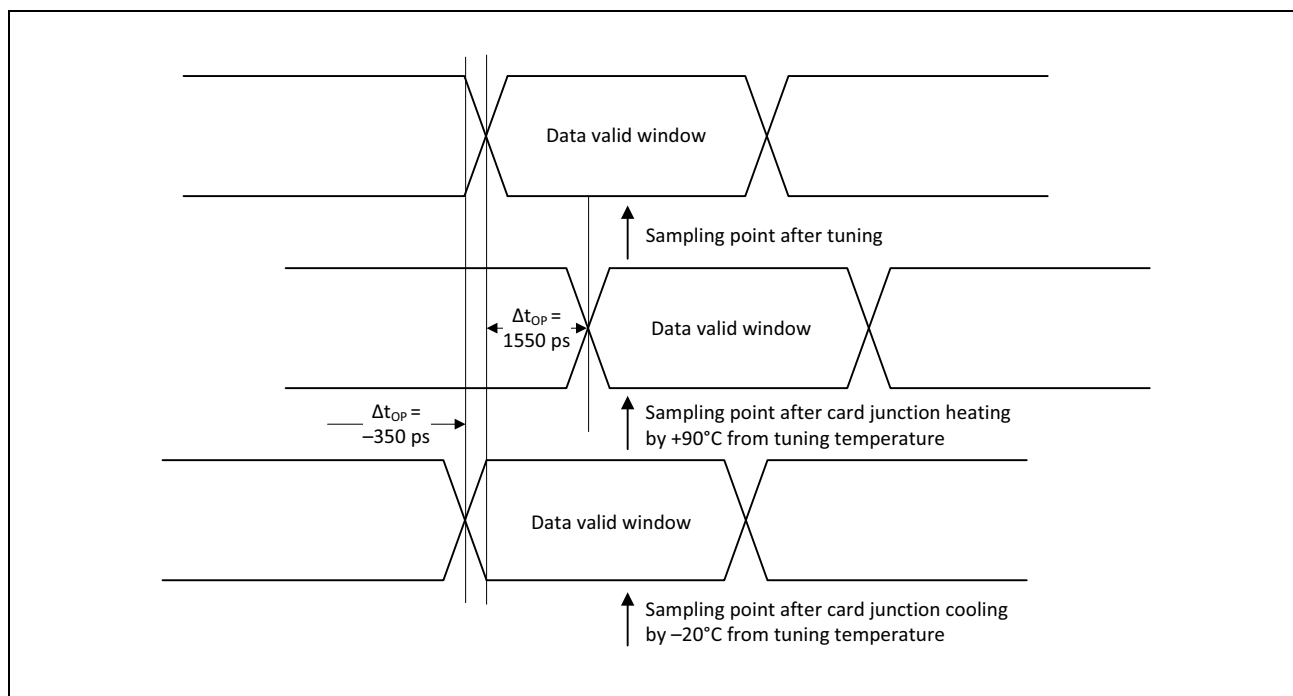 Data valid window
Sampling point after tuning
Δt_OP =
1550 ps
Data valid window
Δt_OP =
–350 ps
Sampling point after card junction heating
by +90°C from tuning temperature
Data valid window
Sampling point after card junction cooling
by –20°C from tuning temperature